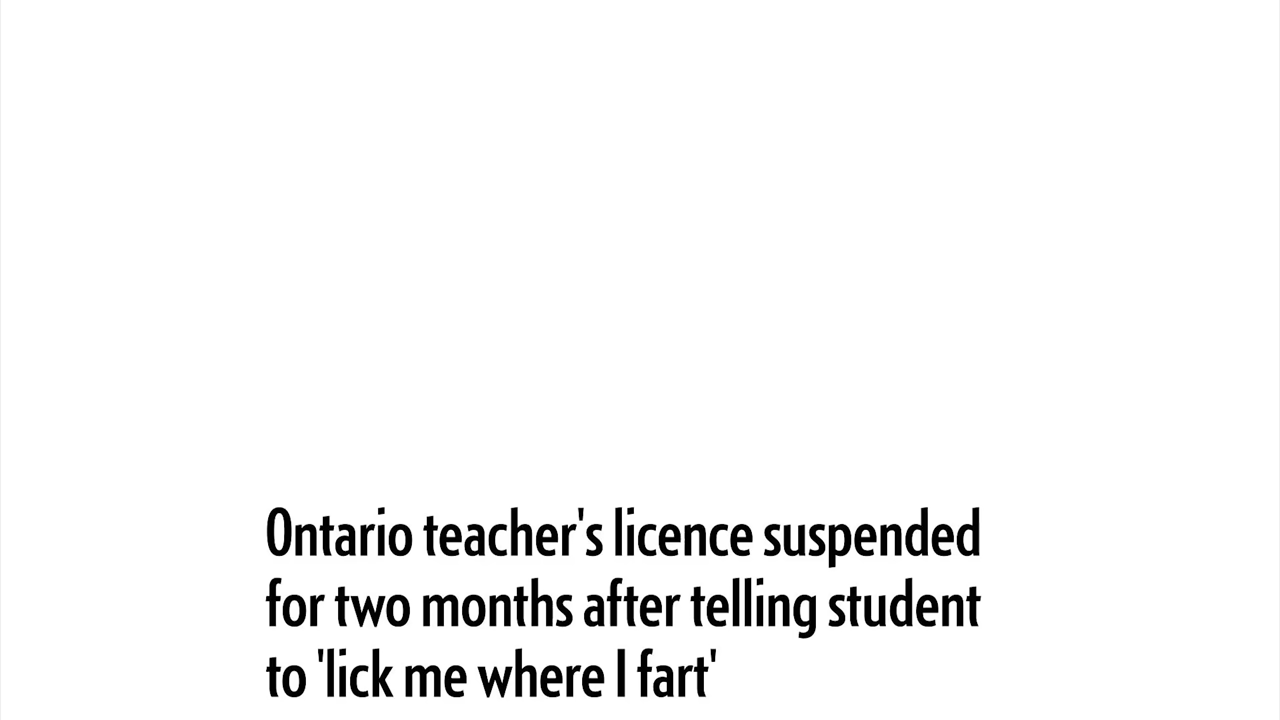 Ontario teacher's licence suspended
for two months after telling student
to 'lick me where I fart'